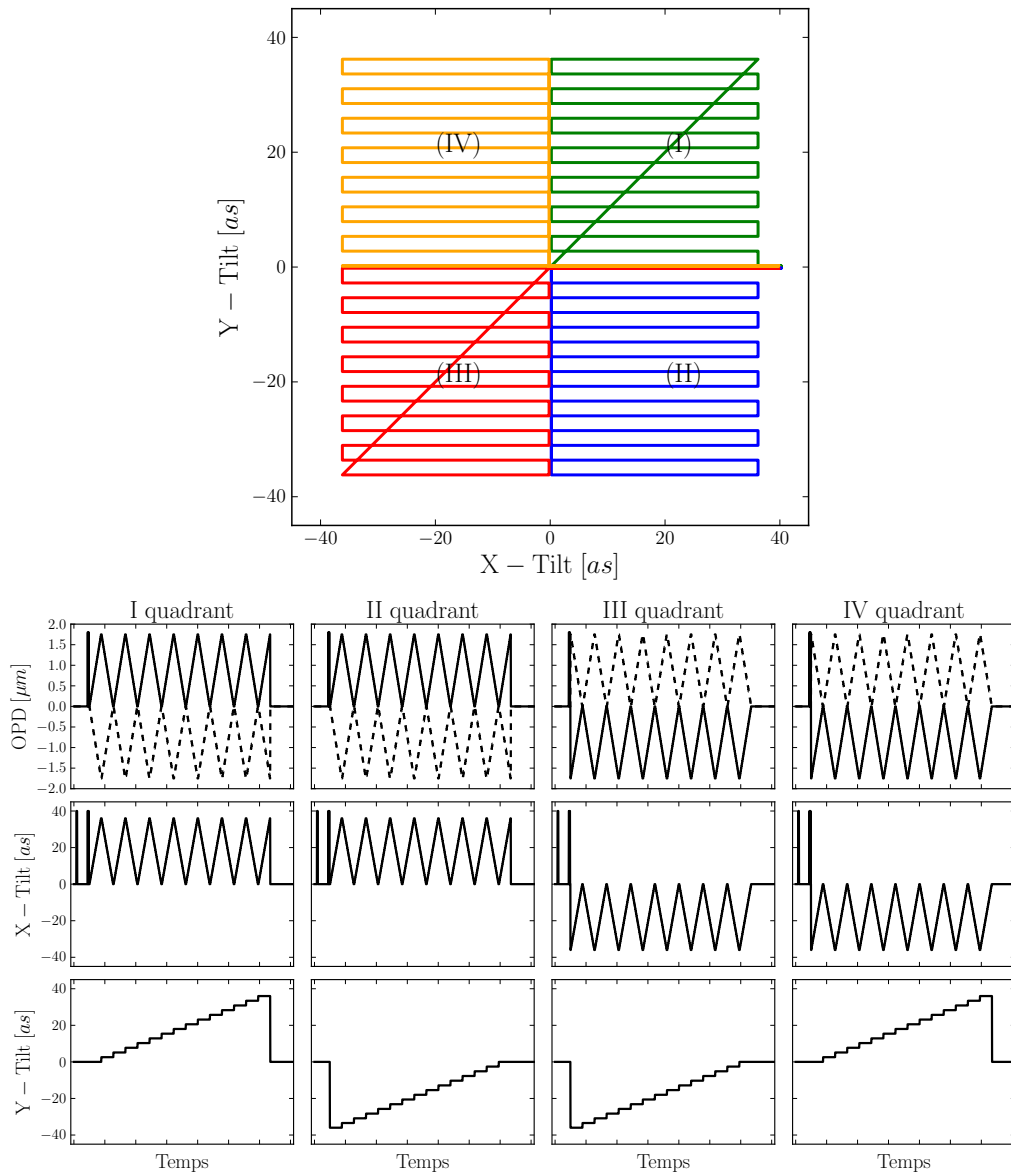 40
20
0
−20
−40
Y − Tilt [as]
(IV)
(I)
(III)
(II)
−40
−20
0
20
40
X − Tilt [as]
I quadrant
II quadrant
III quadrant
IV quadrant
2.0
1.5
1.0
0.5
0.0
−0.5
−1.0
−1.5
−2.0
OPD [μm]
40
20
0
−20
−40
X − Tilt [as]
40
20
0
−20
−40
Y − Tilt [as]
Temps
Temps
Temps
Temps